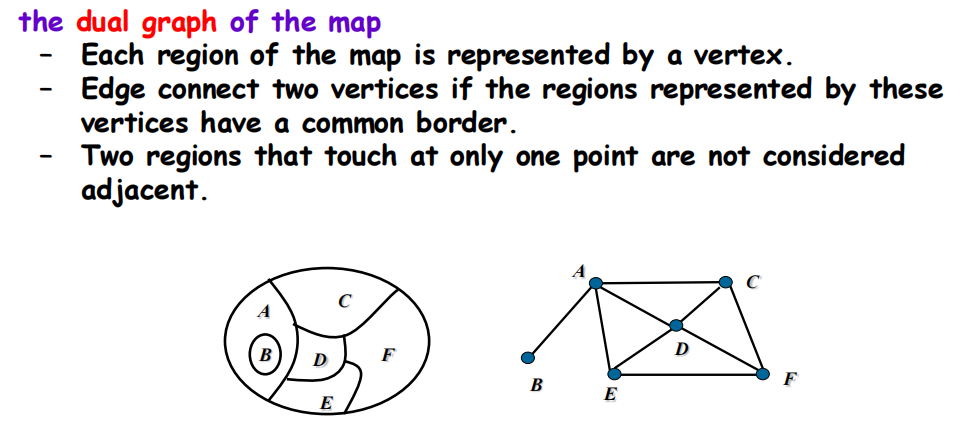 the dual graph of the map
- Each region of the map is represented by a vertex.
- Edge connect two vertices if the regions represented by these
vertices have a common border.
- Two regions that touch at only one point are not considered
adjacent.
A
C
B
D
F
E
A
C
D
B
E
F